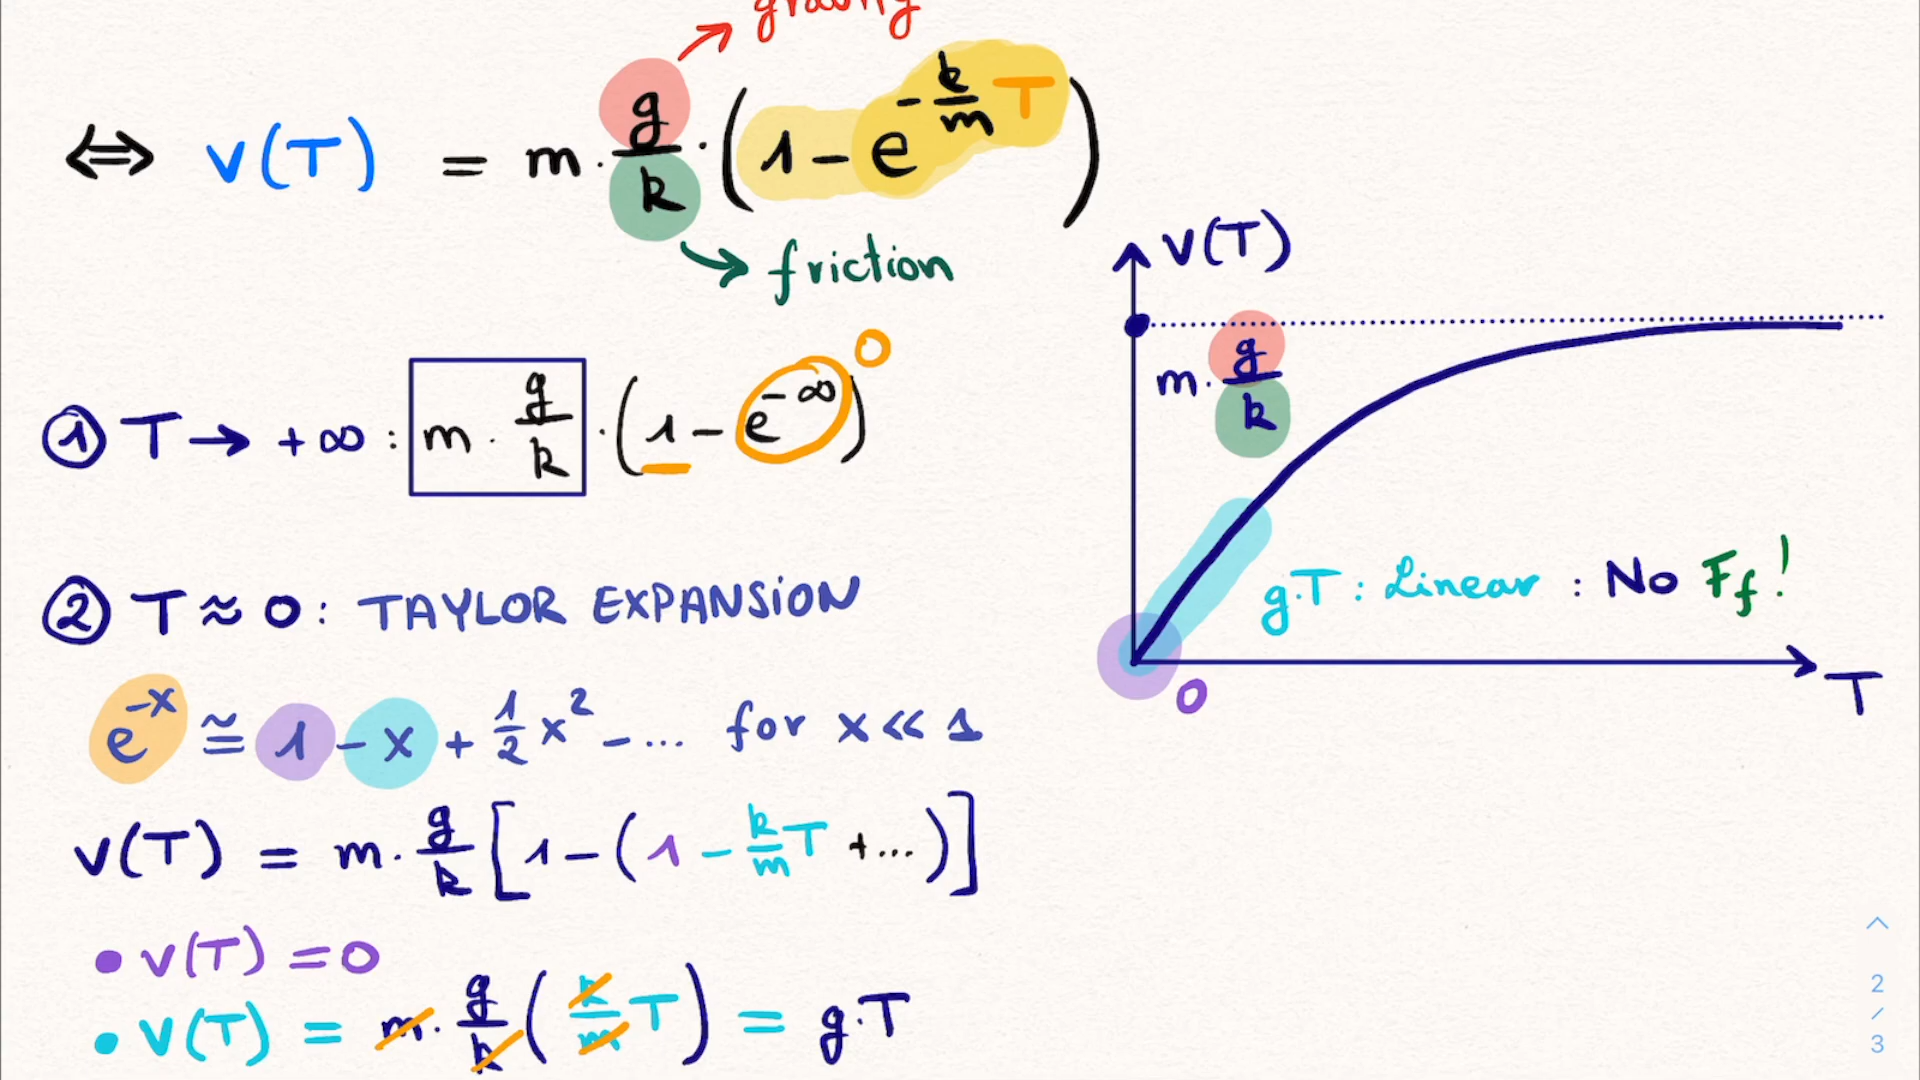 gravity
⇔ v(T) = m · g/k · (1 - e^(-k/m T))
friction
① T → +∞ : m · g/k · (1 - e^(-∞)) 0
② T ≈ 0 : TAYLOR EXPANSION
e^(-x) ≅ 1 - x + 1/2 x² - ... for x << 1
v(T) = m · g/k [1 - (1 - k/m T + ...)]
• v(T) = 0
• v(T) = m · g/k (k/m T) = g·T
V(T)
m · g/k
g·T : Linear : No Ff !
0
T
2 / 3